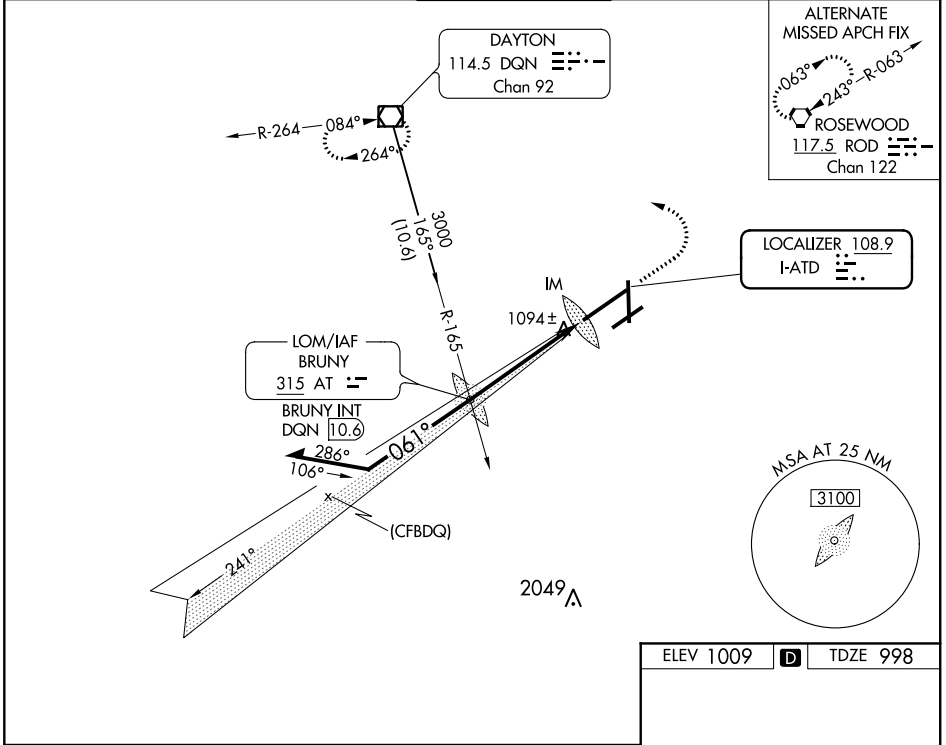 DAYTON
114.5 DQN
Chan 92
ALTERNATE
MISSED APCH FIX
063°
243°
R-063
ROSEWOOD
117.5 ROD
Chan 122
R-264
084°
264°
3000
165°
(10.6)
R-165
LOCALIZER 108.9
I-ATD
IM
1094±
LOM/IAF
BRUNY
315 AT
BRUNY INT
DQN 10.6
286°
106°
061°
(CFBDQ)
241°
2049
MSA AT 25 NM
3100
ELEV 1009 D TDZE 998